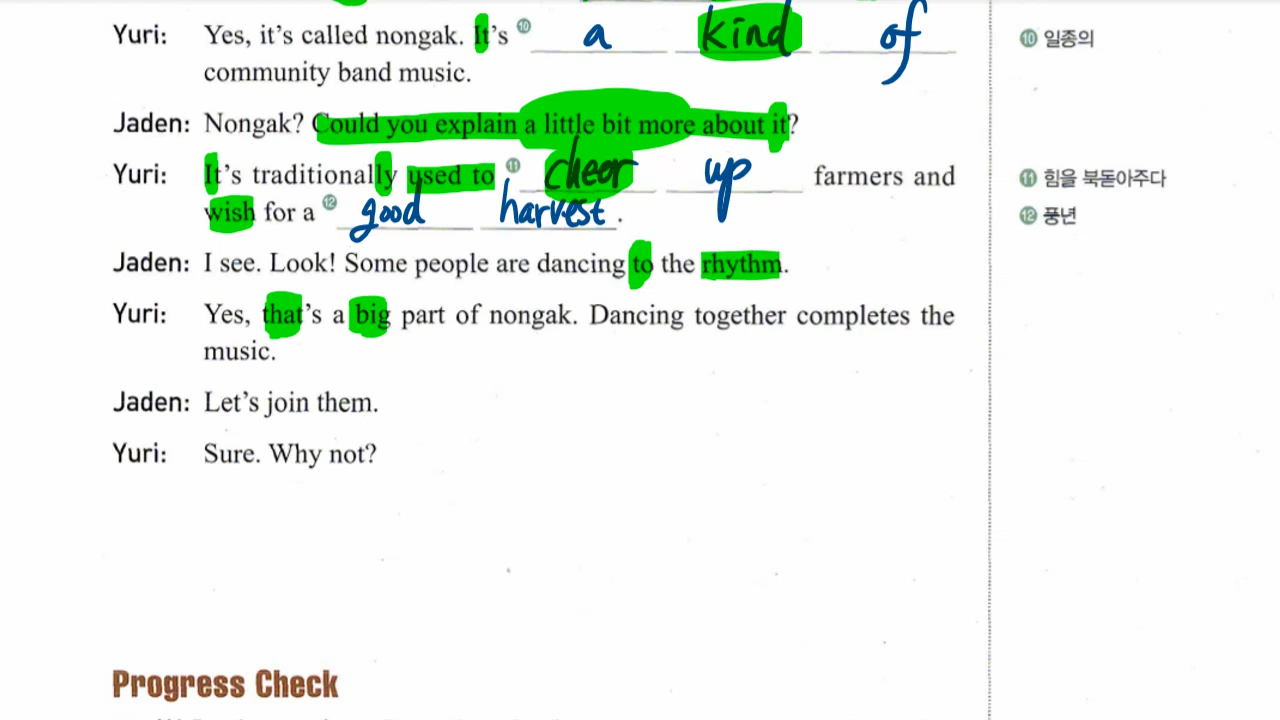 Yuri: Yes, it's called nongak. It's ⑩ a kind of
community band music.
Jaden: Nongak? Could you explain a little bit more about it?
Yuri: It's traditionally used to ⑪ cheer up farmers and
wish for a ⑫ good harvest.
Jaden: I see. Look! Some people are dancing to the rhythm.
Yuri: Yes, that's a big part of nongak. Dancing together completes the
music.
Jaden: Let's join them.
Yuri: Sure. Why not?
⑩ 일종의
⑪ 힘을 북돋아주다
⑫ 풍년
Progress Check